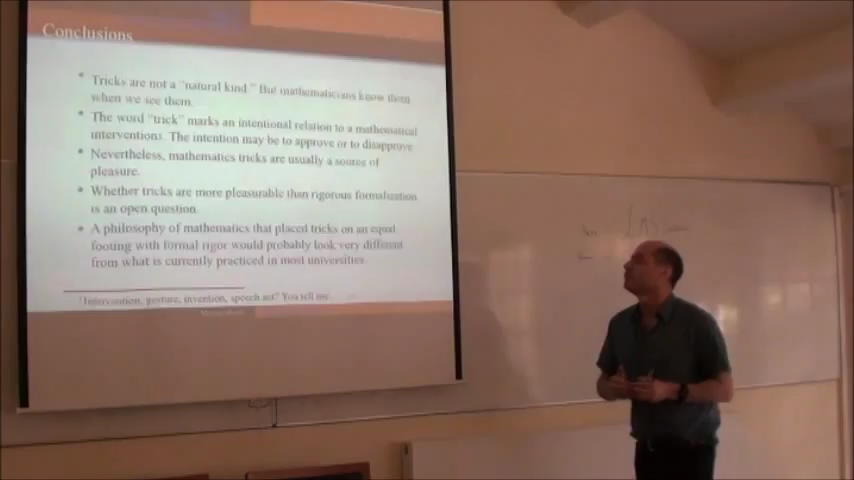 Conclusions
• Tricks are not a "natural kind." But mathematicians know them
when we see them.
• The word "trick" marks an intentional relation to a mathematical
interventions. The intention may be to approve or to disapprove
• Nevertheless, mathematics tricks are usually a source of
pleasure.
• Whether tricks are more pleasurable than rigorous formalization
is an open question.
• A philosophy of mathematics that placed tricks on an equal
footing with formal rigor would probably look very different
from what is currently practiced in most universities.
Intervention, gesture, invention, speech act? You tell me.